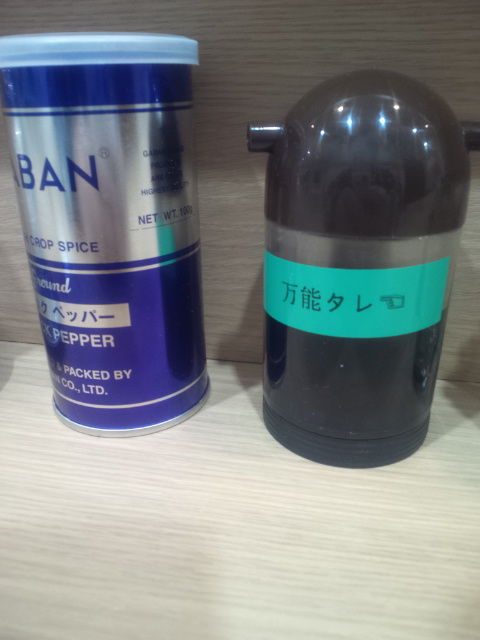 ABAN®
NET WT. 100g
CROP SPICE
Ground
ク ペッパー
CK PEPPER
& PACKED BY
N CO., LTD.
万能タレ☜